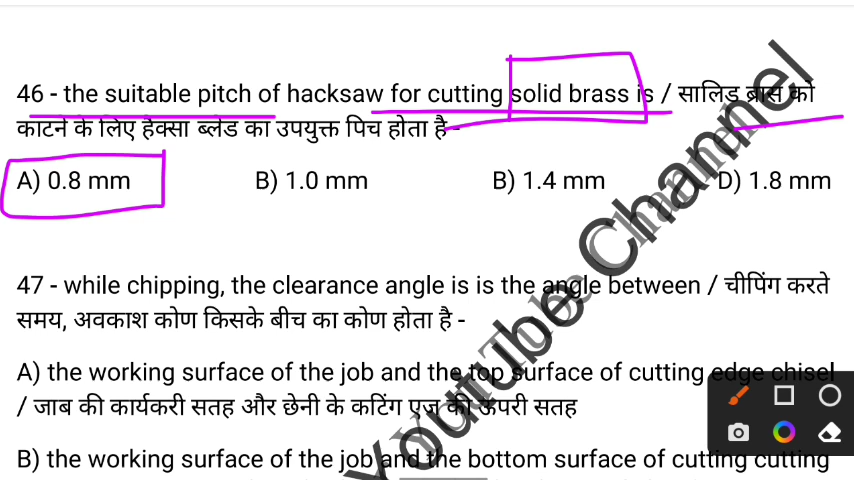 46 - the suitable pitch of hacksaw for cutting solid brass is / सालिड ब्रास को
काटने के लिए हैक्सा ब्लेड का उपयुक्त पिच होता है -
A) 0.8 mm B) 1.0 mm B) 1.4 mm D) 1.8 mm
47 - while chipping, the clearance angle is is the angle between / चीपिंग करते
समय, अवकाश कोण किसके बीच का कोण होता है -
A) the working surface of the job and the top surface of cutting edge chisel
/ जाब की कार्यकरी सतह और छेनी के कटिंग एज की ऊपरी सतह
B) the working surface of the job and the bottom surface of cutting cutting
Youtube Channel